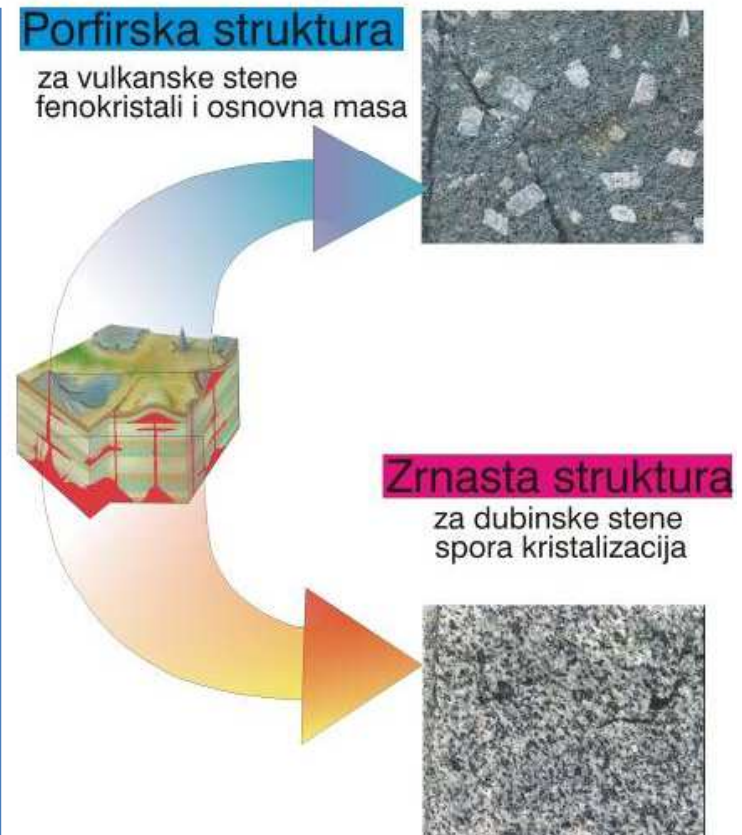 Porfirska struktura
za vulkanske stene
fenokristali i osnovna masa
Zrnasta struktura
za dubinske stene
spora kristalizacija